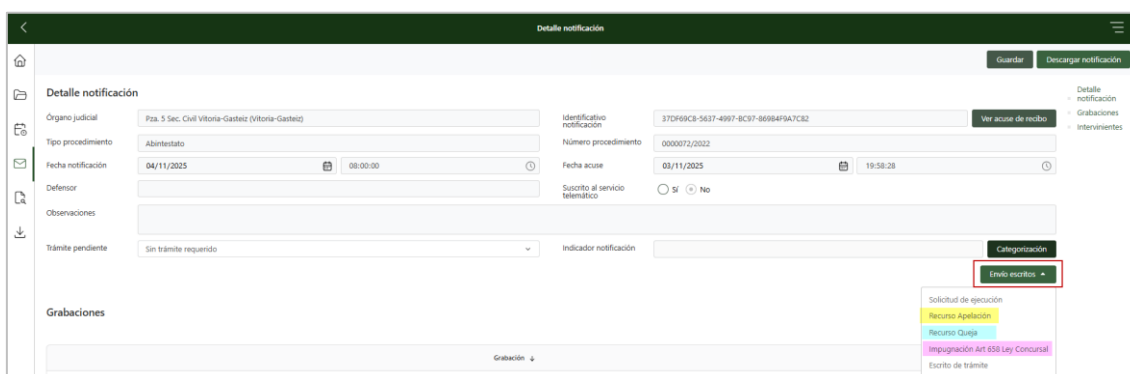 Detalle notificación
Guardar
Descargar notificación
Detalle notificación
Detalle
notificación
Grabaciones
Intervinientes
Órgano judicial
Pza. 5 Sec. Civil Vitoria-Gasteiz (Vitoria-Gasteiz)
Identificativo
notificación
37DF69C8-5637-4997-BC97-86984F9A7C82
Ver acuse de recibo
Tipo procedimiento
Abintestato
Número procedimiento
0000072/2022
Fecha notificación
04/11/2025
08:00:00
Fecha acuse
03/11/2025
19:58:28
Defensor
Suscrito al servicio
telemático
Sí
No
Observaciones
Trámite pendiente
Sin trámite requerido
Indicador notificación
Categorización
Envío escritos
Solicitud de ejecución
Recurso Apelación
Recurso Queja
Impugnación Art 658 Ley Concursal
Escrito de trámite
Grabaciones
Grabación